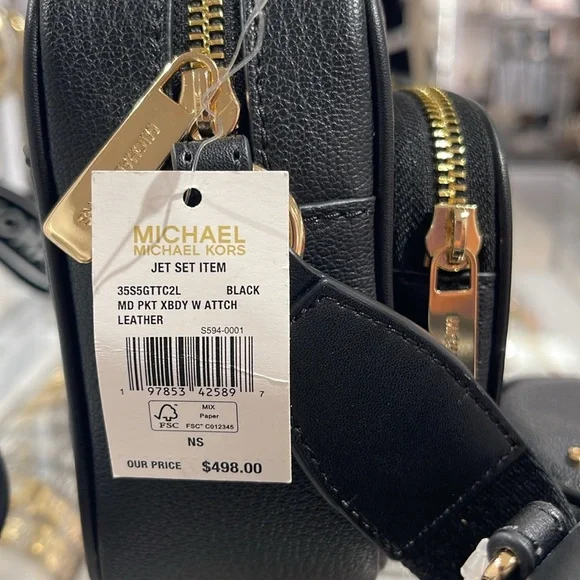 MICHAEL
MICHAEL KORS
JET SET ITEM
35S5GTTC2L BLACK
MD PKT XBDY W ATTCH
LEATHER
S594-0001
1 97853 42589 7
FSC
MIX
Paper
FSC® C012345
NS
OUR PRICE $498.00